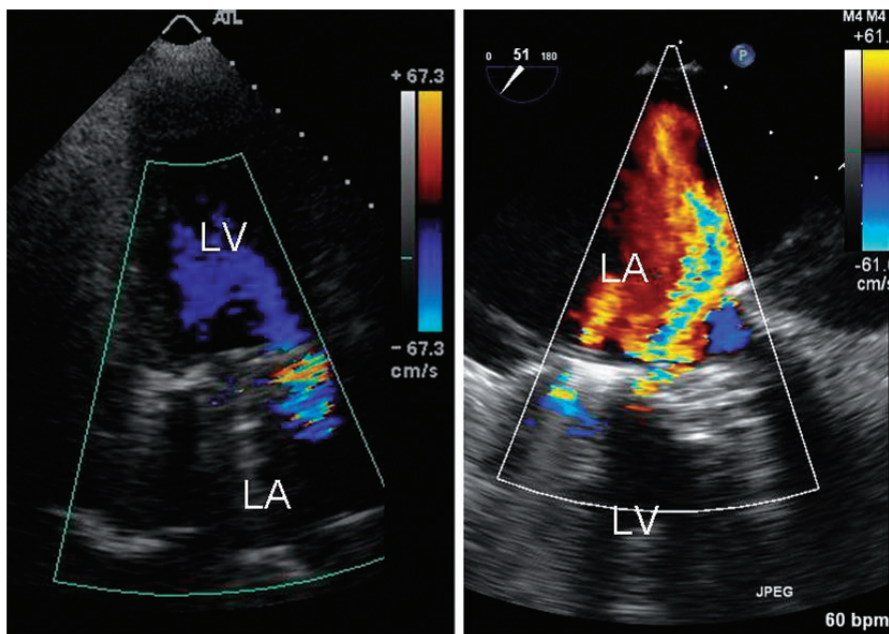 ATL
+ 67.3
LV
- 67.3
cm/s
LA
M4 M4
+61.
P
0 51 180
LA
-61.
cm/s
LV
JPEG
60 bpm